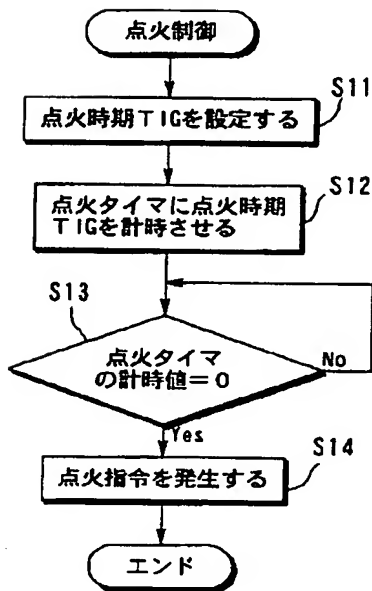 点火制御
S11
点火時期TIGを設定する
S12
点火タイマに点火時期
TIGを計時させる
S13
点火タイマ
の計時値=0
No
Yes
S14
点火指令を発生する
エンド